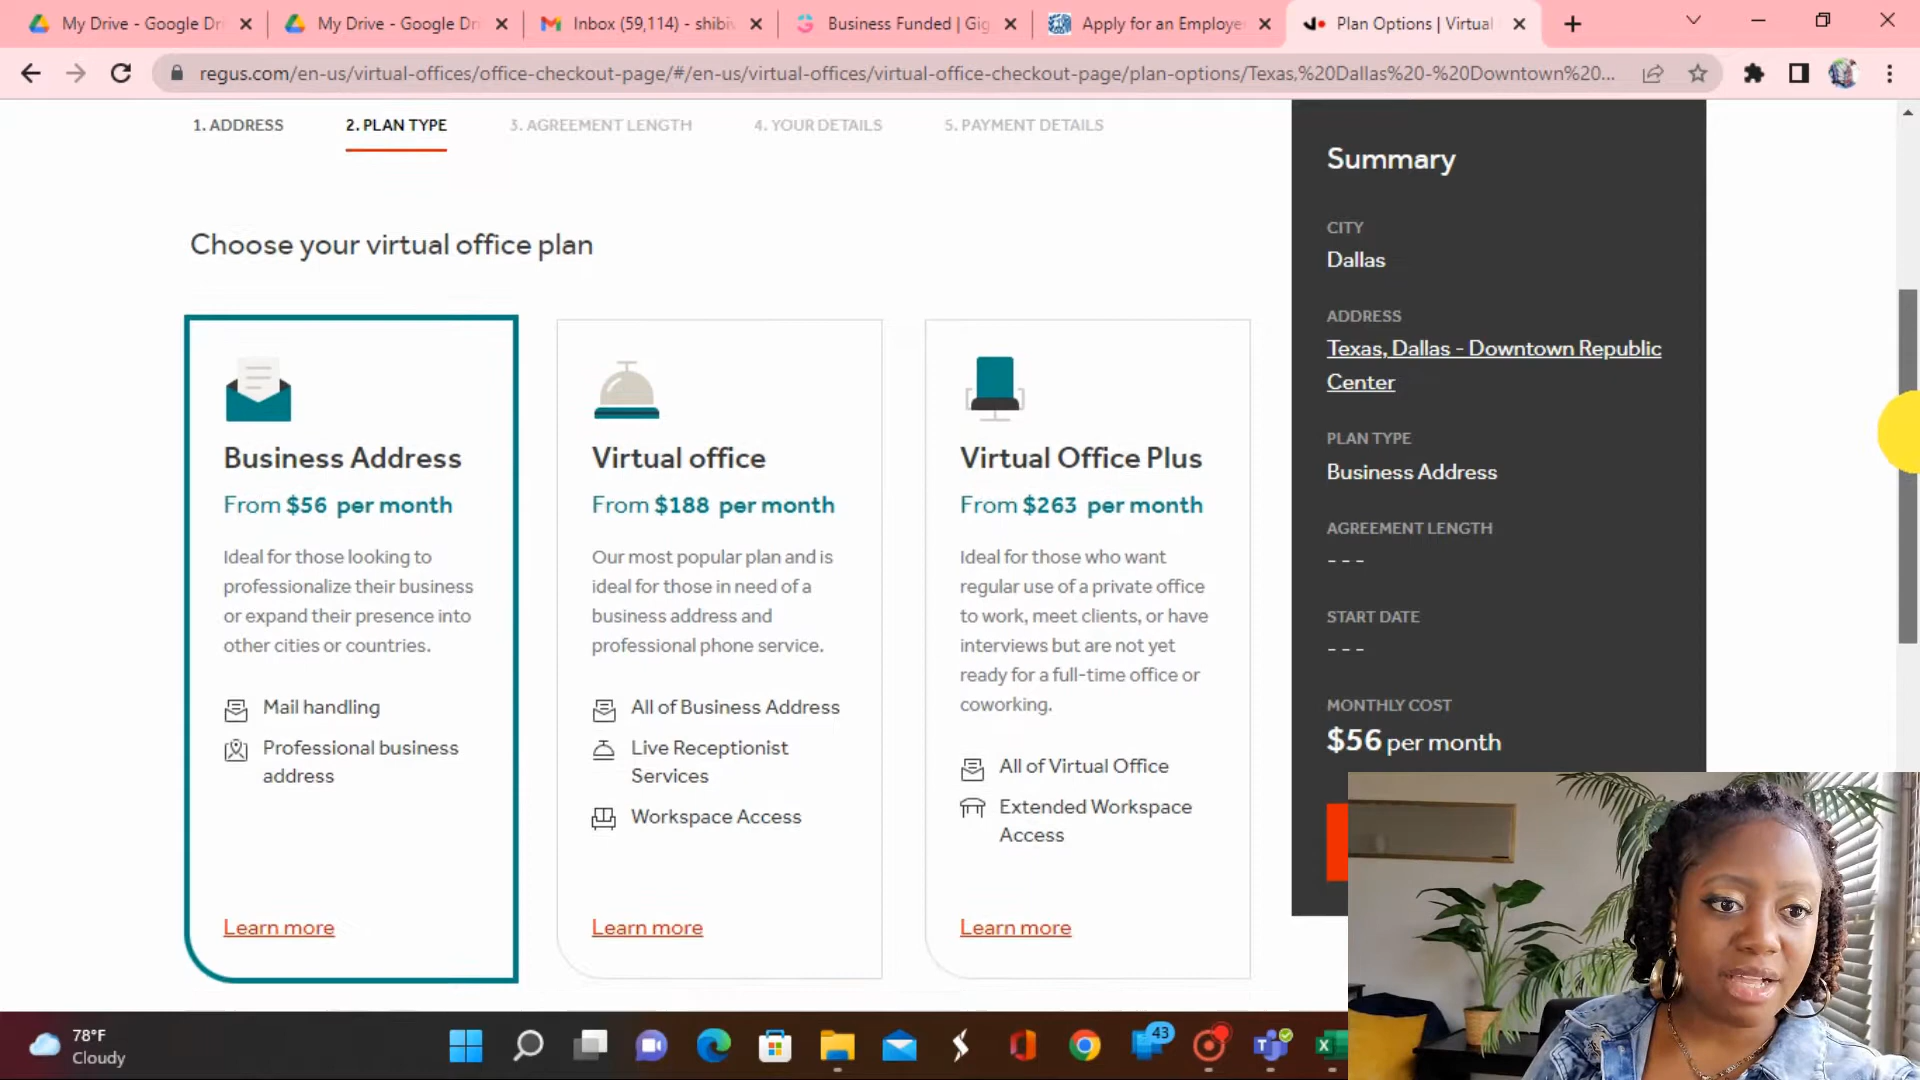 My Drive - Google Dri
My Drive - Google Dri
Inbox (59,114) - shibiv
Business Funded | Gig
Apply for an Employe
Plan Options | Virtual
regus.com/en-us/virtual-offices/office-checkout-page/#/en-us/virtual-offices/virtual-office-checkout-page/plan-options/Texas,%20Dallas%20-%20Downtown%20...
1. ADDRESS
2. PLAN TYPE
3. AGREEMENT LENGTH
4. YOUR DETAILS
5. PAYMENT DETAILS
Choose your virtual office plan
Business Address
From $56 per month
Ideal for those looking to
professionalize their business
or expand their presence into
other cities or countries.
Mail handling
Professional business
address
Learn more
Virtual office
From $188 per month
Our most popular plan and is
ideal for those in need of a
business address and
professional phone service.
All of Business Address
Live Receptionist
Services
Workspace Access
Learn more
Virtual Office Plus
From $263 per month
Ideal for those who want
regular use of a private office
to work, meet clients, or have
interviews but are not yet
ready for a full-time office or
coworking.
All of Virtual Office
Extended Workspace
Access
Learn more
Summary
CITY
Dallas
ADDRESS
Texas, Dallas - Downtown Republic
Center
PLAN TYPE
Business Address
AGREEMENT LENGTH
- - -
START DATE
- - -
MONTHLY COST
$56 per month
78°F
Cloudy
43